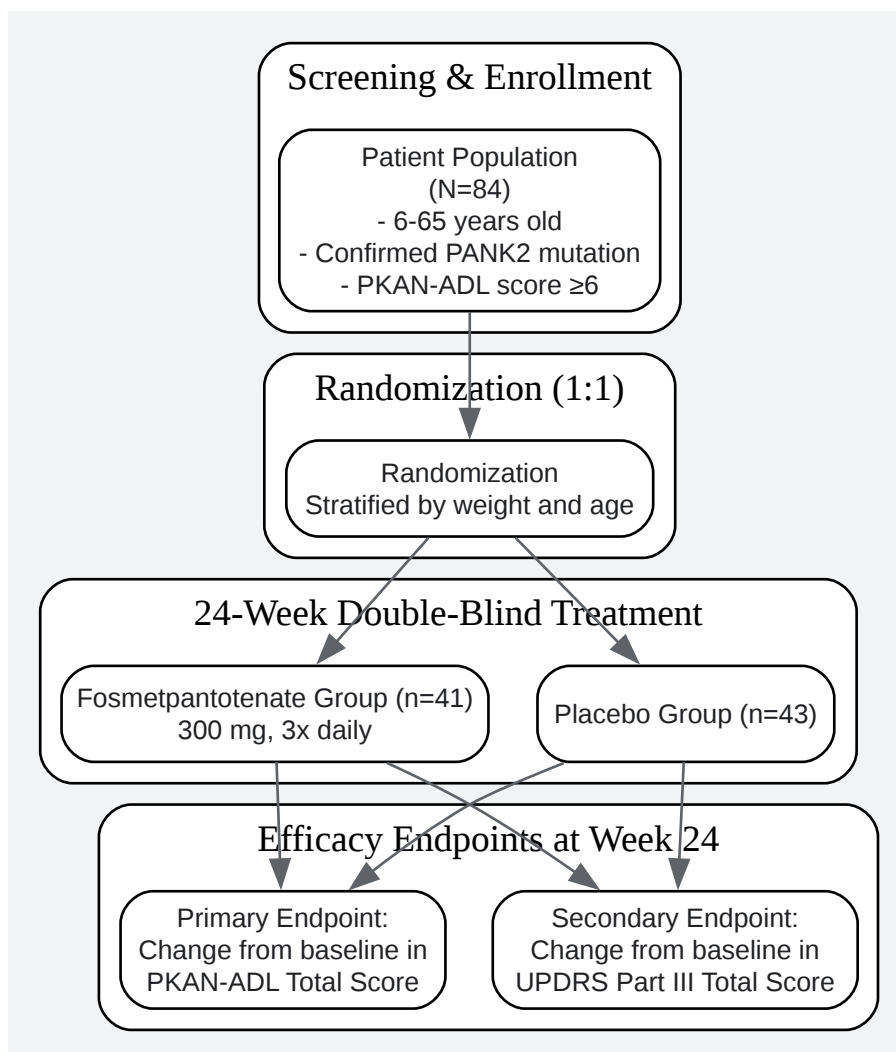 Screening & Enrollment
Patient Population
(N=84)
- 6-65 years old
- Confirmed PANK2 mutation
- PKAN-ADL score ≥6
Randomization (1:1)
Randomization
Stratified by weight and age
24-Week Double-Blind Treatment
Fosmetpantotenate Group (n=41)
300 mg, 3x daily
Placebo Group (n=43)
Efficacy Endpoints at Week 24
Primary Endpoint:
Change from baseline in
PKAN-ADL Total Score
Secondary Endpoint:
Change from baseline in
UPDRS Part III Total Score